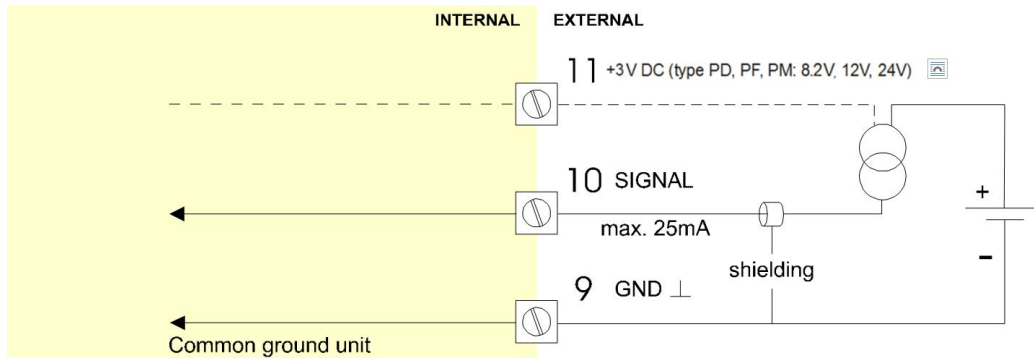 INTERNAL EXTERNAL
11 +3V DC (type PD, PF, PM: 8.2V, 12V, 24V)
10 SIGNAL
max. 25mA
+
shielding
-
9 GND ⊥
Common ground unit